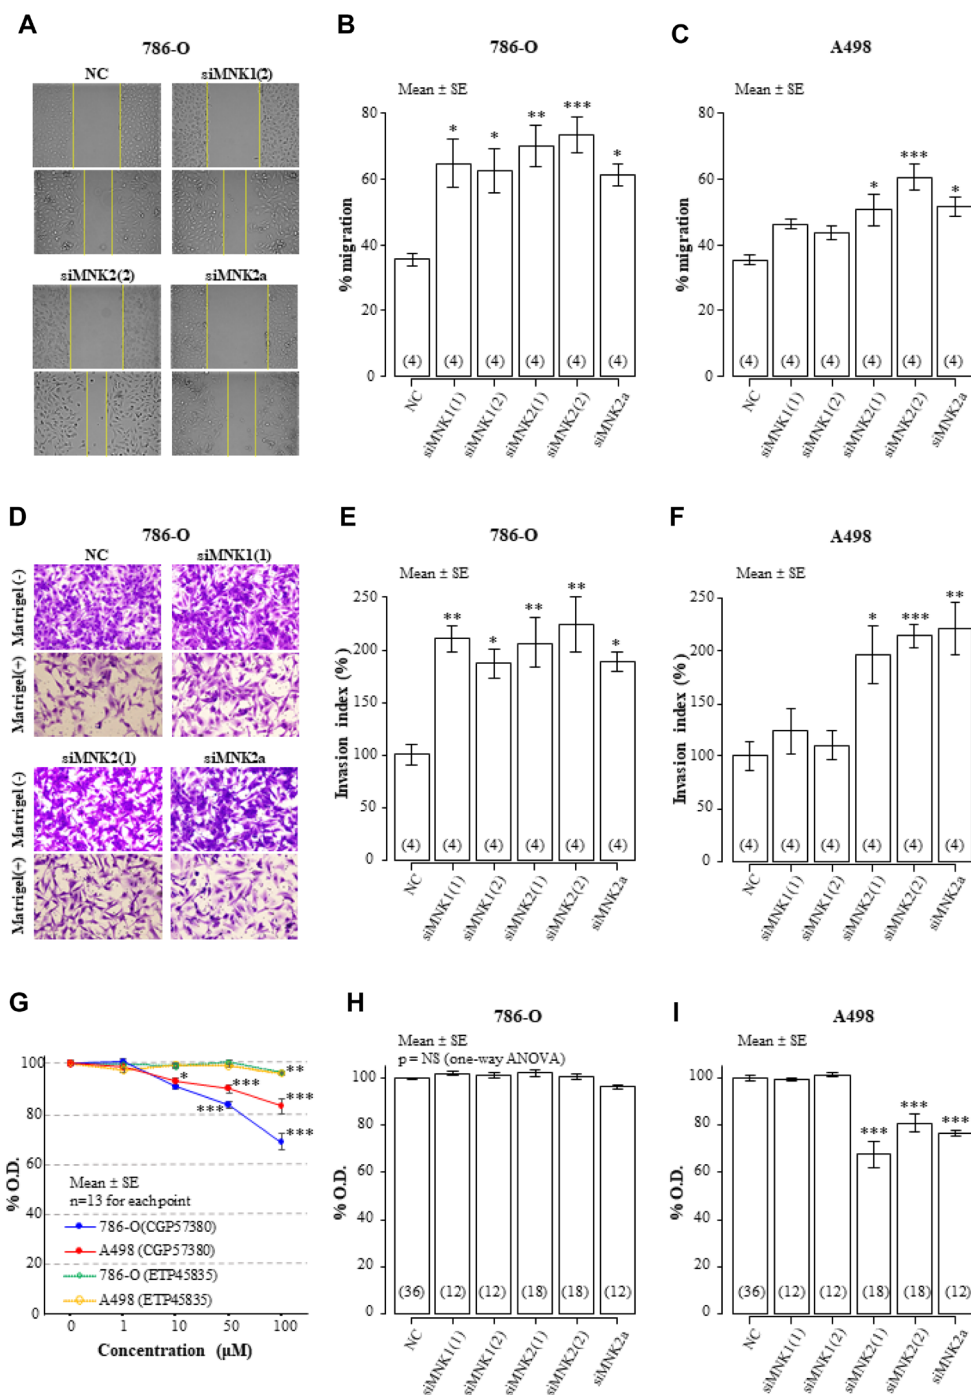 A
786-O
NC
siMNK1(2)
siMNK2(2)
siMNK2a
B
786-O
Mean ± SE
% migration
80
60
40
20
0
*
*
**
***
*
(4)
(4)
(4)
(4)
(4)
(4)
NC
siMNK1(1)
siMNK1(2)
siMNK2(1)
siMNK2(2)
siMNK2a
C
A498
Mean ± SE
% migration
80
60
40
20
0
*
***
*
(4)
(4)
(4)
(4)
(4)
(4)
NC
siMNK1(1)
siMNK1(2)
siMNK2(1)
siMNK2(2)
siMNK2a
D
786-O
NC
siMNK1(1)
Matrigel(-)
Matrigel(+)
siMNK2(1)
siMNK2a
Matrigel(-)
Matrigel(+)
E
786-O
Mean ± SE
Invasion index (%)
250
200
150
100
50
0
**
*
**
**
*
(4)
(4)
(4)
(4)
(4)
(4)
NC
siMNK1(1)
siMNK1(2)
siMNK2(1)
siMNK2(2)
siMNK2a
F
A498
Mean ± SE
Invasion index (%)
250
200
150
100
50
0
*
***
**
(4)
(4)
(4)
(4)
(4)
(4)
NC
siMNK1(1)
siMNK1(2)
siMNK2(1)
siMNK2(2)
siMNK2a
G
% O.D.
100
80
60
40
20
0
*
***
***
**
***
***
Mean ± SE
n=13 for each point
786-O(CGP57380)
A498 (CGP57380)
786-O (ETP45835)
A498 (ETP45835)
0
1
10
50
100
Concentration (µM)
H
786-O
Mean ± SE
p = NS (one-way ANOVA)
% O.D.
100
80
60
40
20
0
(36)
(12)
(12)
(18)
(18)
(12)
NC
siMNK1(1)
siMNK1(2)
siMNK2(1)
siMNK2(2)
siMNK2a
I
A498
Mean ± SE
% O.D.
100
80
60
40
20
0
***
***
***
(36)
(12)
(12)
(18)
(18)
(12)
NC
siMNK1(1)
siMNK1(2)
siMNK2(1)
siMNK2(2)
siMNK2a